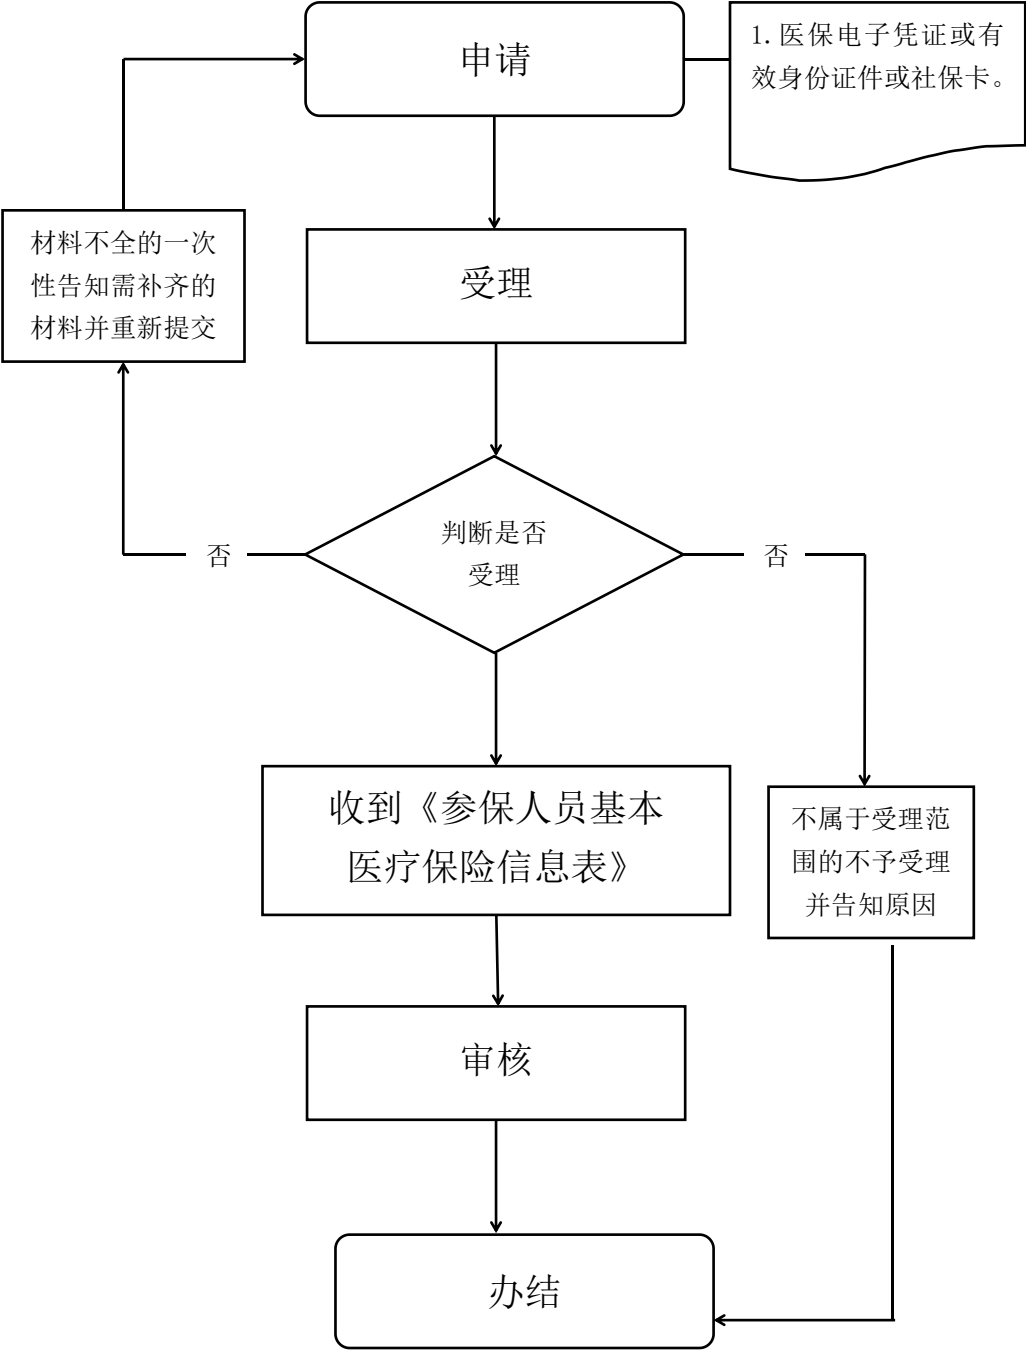 申请
1.医保电子凭证或有
效身份证件或社保卡。
材料不全的一次
性告知需补齐的
材料并重新提交
受理
判断是否
受理
否
否
收到《参保人员基本
医疗保险信息表》
不属于受理范
围的不予受理
并告知原因
审核
办结